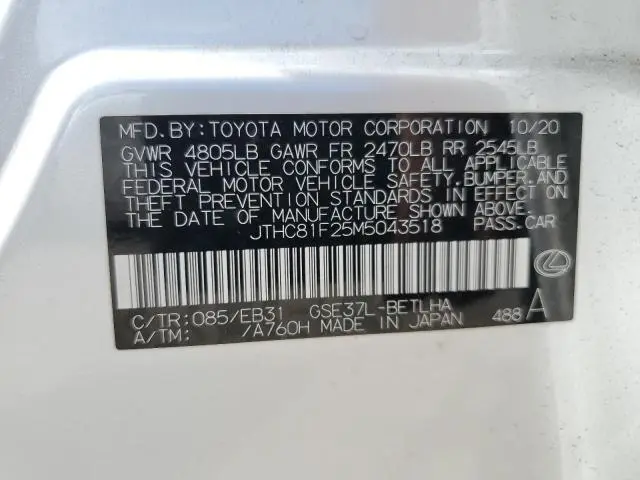 MFD.BY:TOYOTA MOTOR CORPORATION 10/20
GVWR 4805LB GAWR FR 2470LB RR 2545LB
THIS VEHICLE CONFORMS TO ALL APPLICABLE
FEDERAL MOTOR VEHICLE SAFETY,BUMPER,AND
THEFT PREVENTION STANDARDS IN EFFECT ON
THE DATE OF MANUFACTURE SHOWN ABOVE.
JTHC81F25M5043518 PASS.CAR
C/TR:085/EB31 GSE37L-BETLHA
A/TM: /A760H MADE IN JAPAN 488 A